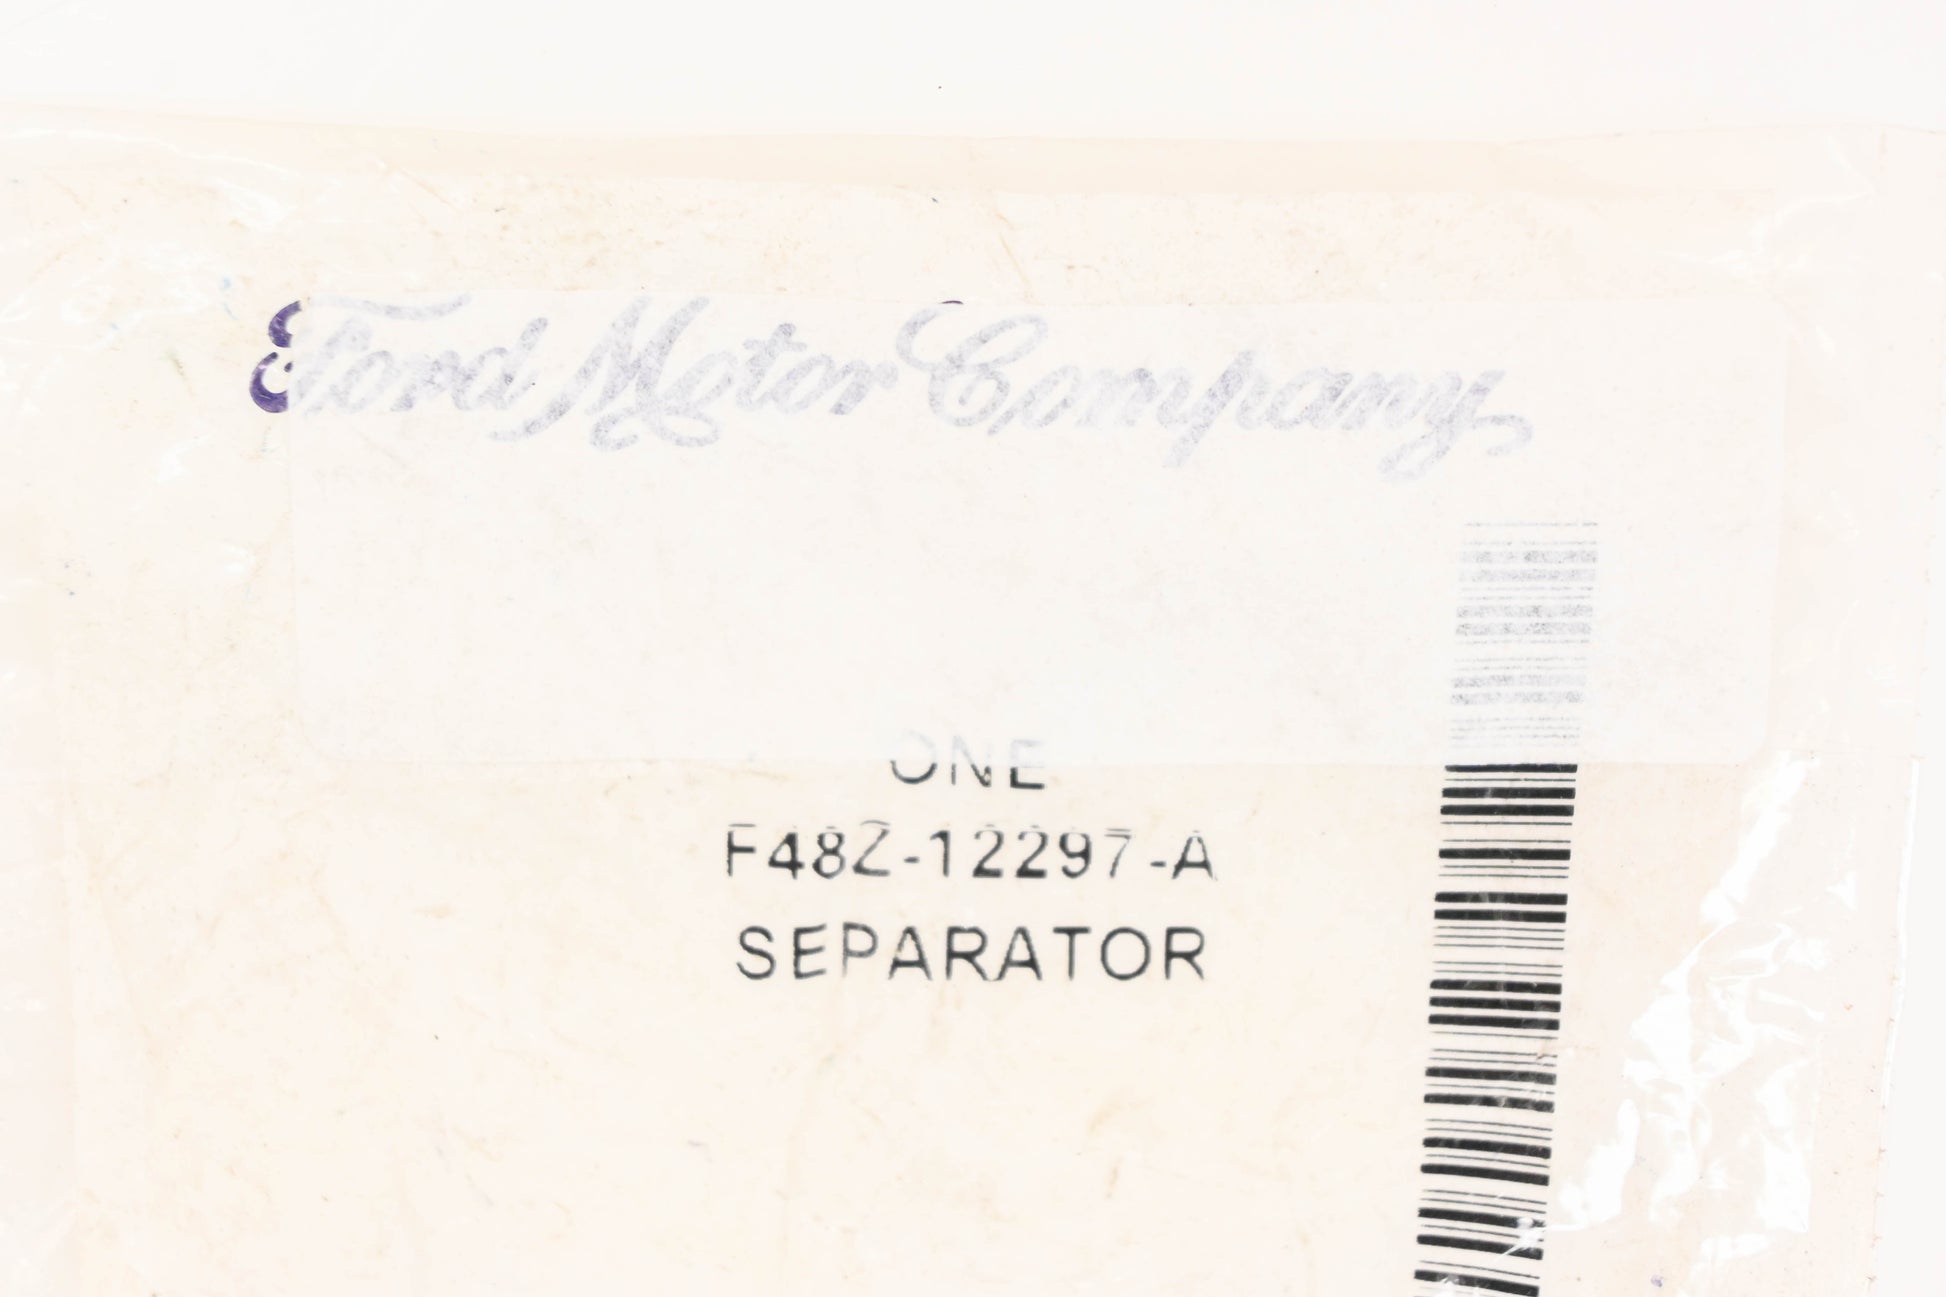 Ford Motor Company
ONE
F48Z-12297-A
SEPARATOR